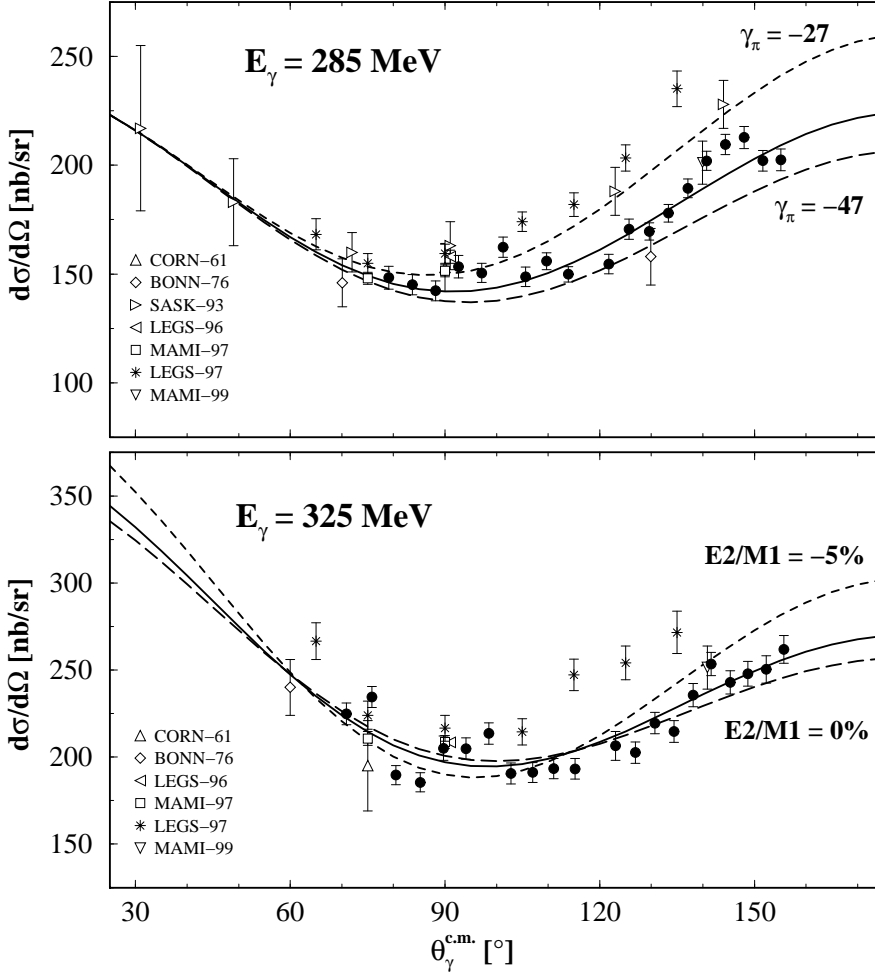 250
200
150
100
dσ/dΩ [nb/sr]
E_γ = 285 MeV
γ_π = −27
γ_π = −47
CORN−61
BONN−76
SASK−93
LEGS−96
MAMI−97
LEGS−97
MAMI−99
350
300
250
200
150
dσ/dΩ [nb/sr]
E_γ = 325 MeV
E2/M1 = −5%
E2/M1 = 0%
CORN−61
BONN−76
LEGS−96
MAMI−97
LEGS−97
MAMI−99
30 60 90 120 150
θ_γ^c.m. [°]